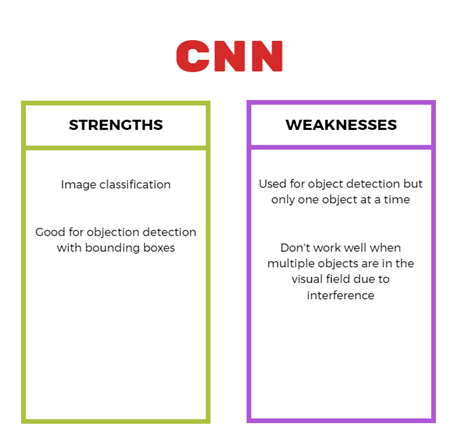 CNN
STRENGTHS
Image classification
Good for objection detection
with bounding boxes
WEAKNESSES
Used for object detection but
only one object at a time
Don't work well when
multiple objects are in the
visual field due to
interference